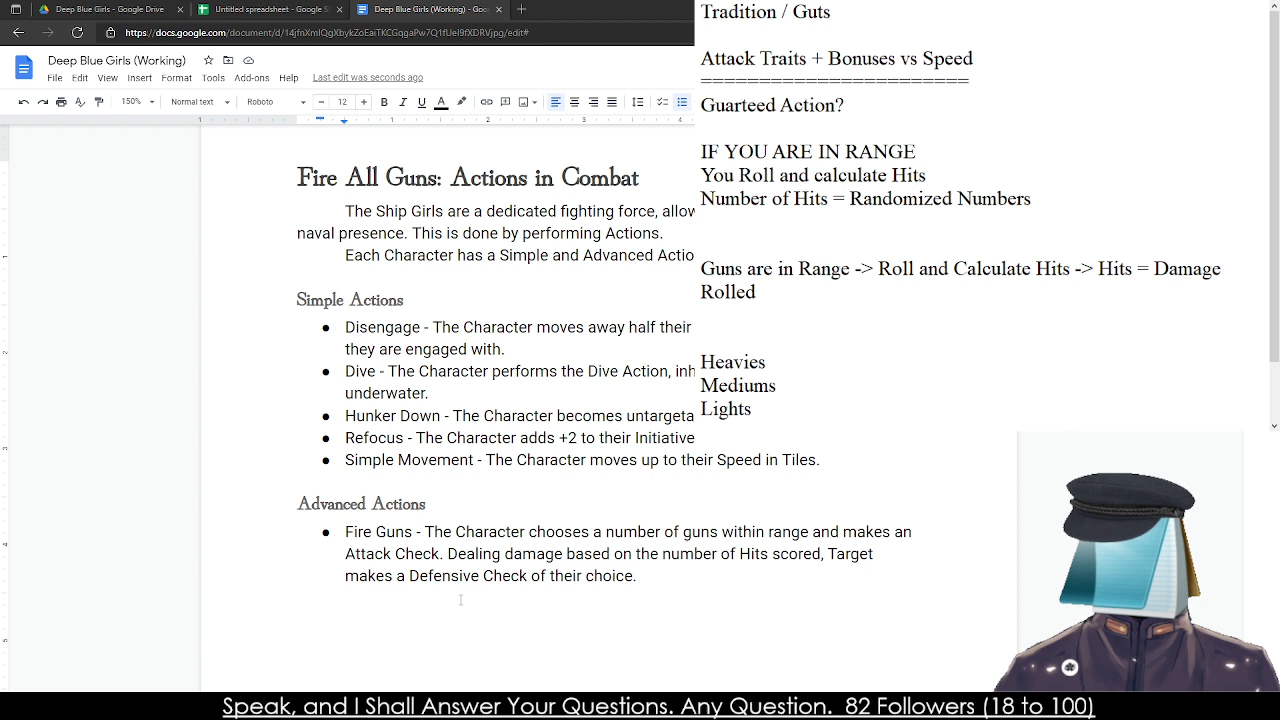 Deep Blue Girls - Google Drive
Untitled spreadsheet - Google S
Deep Blue Girls (Working) - Goo
Deep Blue Girls (Working)
File Edit View Insert Format Tools Add-ons Help Last edit was seconds ago
150% Normal text Roboto 12
Fire All Guns: Actions in Combat
The Ship Girls are a dedicated fighting force, allow
naval presence. This is done by performing Actions.
Each Character has a Simple and Advanced Actio
Simple Actions
Disengage - The Character moves away half their
they are engaged with.
Dive - The Character performs the Dive Action, inh
underwater.
Hunker Down - The Character becomes untargeta
Refocus - The Character adds +2 to their Initiative
Simple Movement - The Character moves up to their Speed in Tiles.
Advanced Actions
Fire Guns - The Character chooses a number of guns within range and makes an
Attack Check. Dealing damage based on the number of Hits scored, Target
makes a Defensive Check of their choice.
Tradition / Guts
Attack Traits + Bonuses vs Speed
=======================
Guarteed Action?
IF YOU ARE IN RANGE
You Roll and calculate Hits
Number of Hits = Randomized Numbers
Guns are in Range -> Roll and Calculate Hits -> Hits = Damage
Rolled
Heavies
Mediums
Lights
Speak, and I Shall Answer Your Questions. Any Question. 82 Followers (18 to 100)